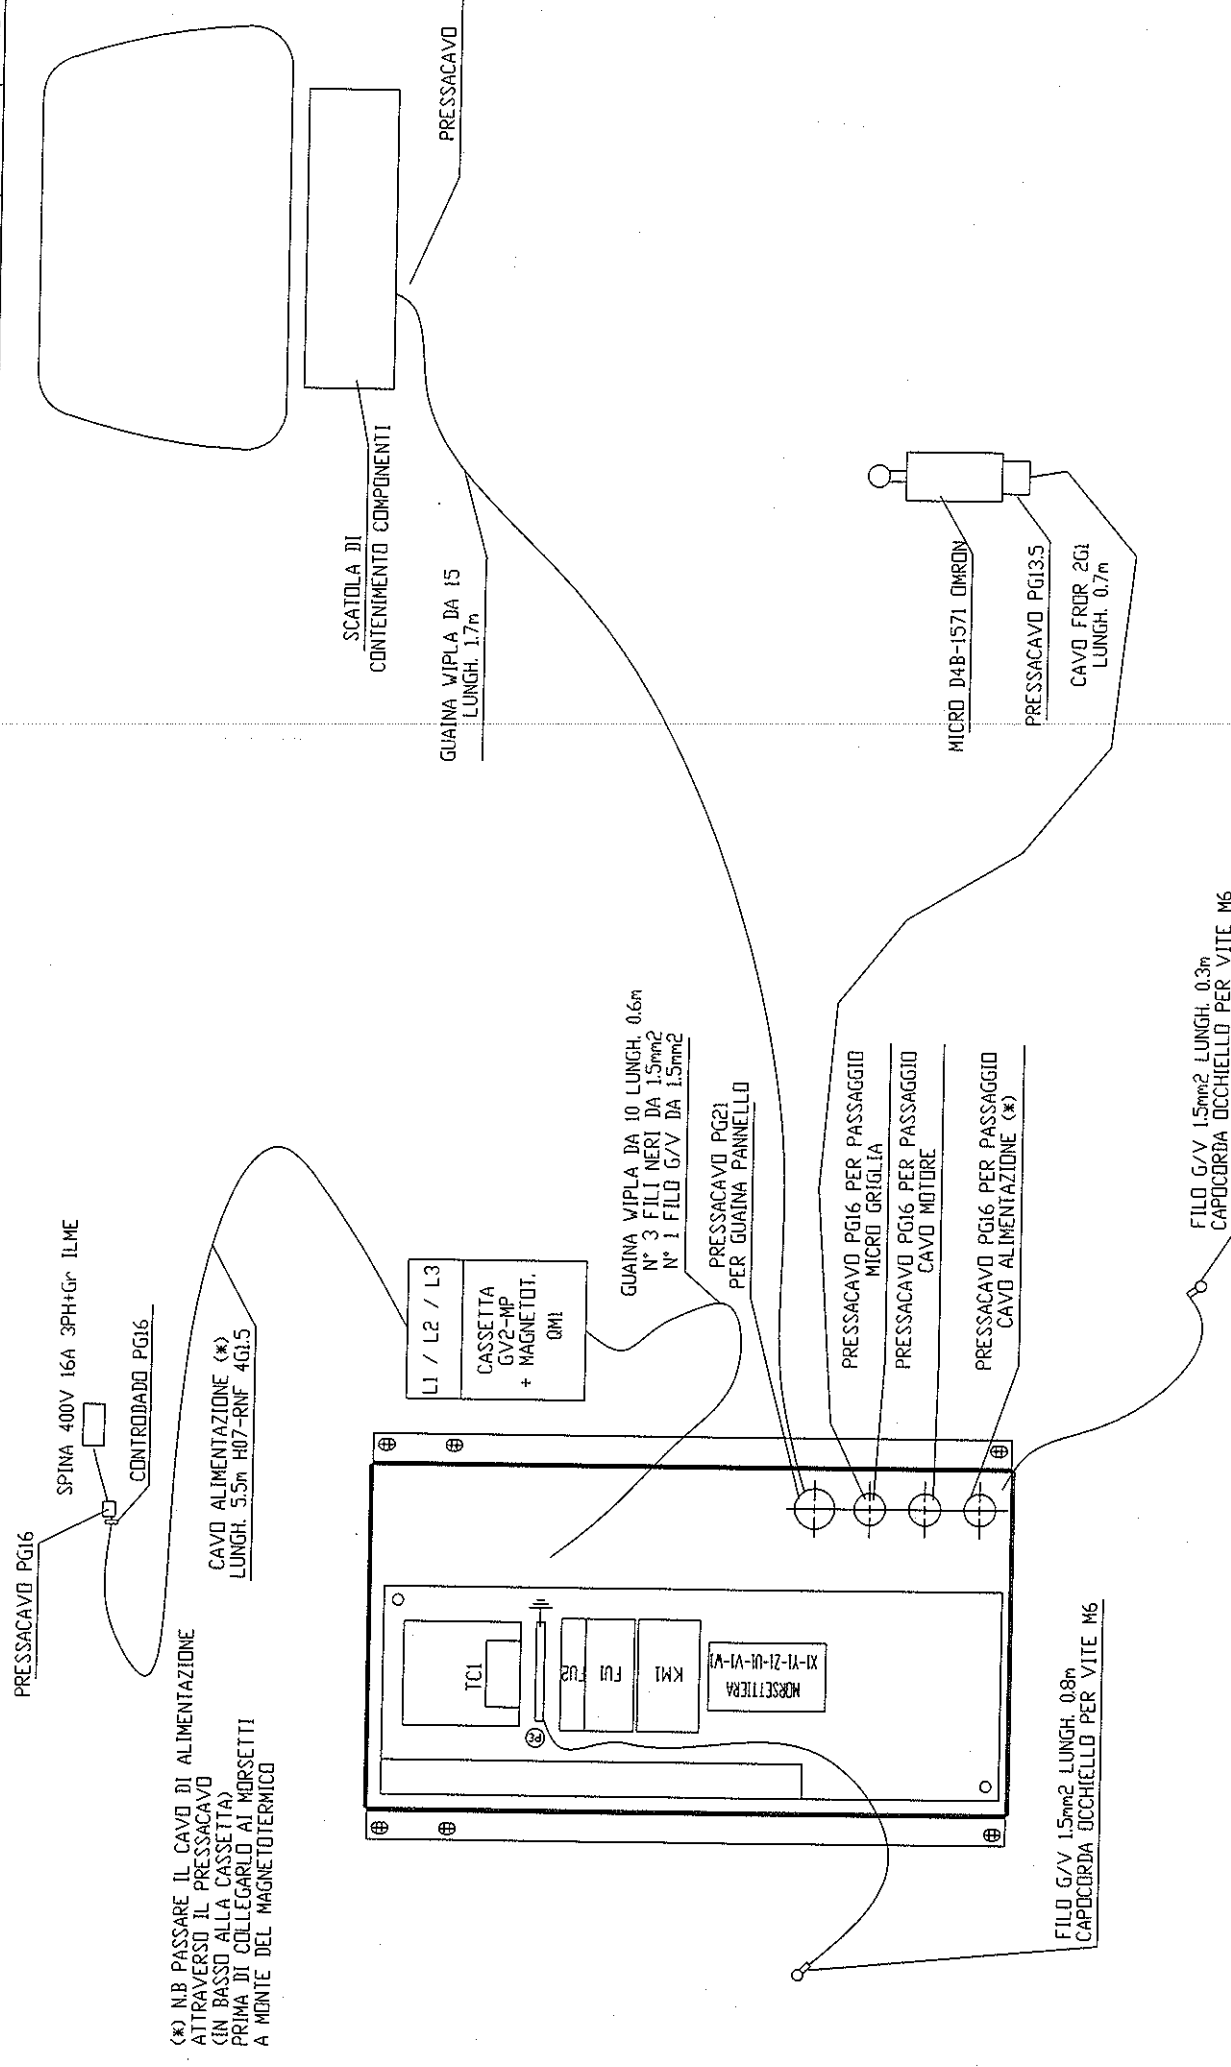 PRESSACAVO PG16
SPINA 400V 16A 3PH+Gr ILME
CONTRODADO PG16
(*) N.B PASSARE IL CAVO DI ALIMENTAZIONE
ATTRAVERSO IL PRESSACAVO
(IN BASSO ALLA CASSETTA)
PRIMA DI COLLEGARLO AI MORSETTI
A MONTE DEL MAGNETOTERMICO
CAVO ALIMENTAZIONE (*)
LUNGH. 5.5m H07-RNF 4G1.5
SCATOLA DI
CONTENIMENTO COMPONENTI
PRESSACAVO
GUAINA WIPLA DA 15
LUNGH. 1.7m
L1 / L2 / L3
CASSETTA
GV2-MP
+ MAGNETOT.
QM1
GUAINA WIPLA DA 10 LUNGH. 0.6m
N° 3 FILI NERI DA 1.5mm2
N° 1 FILO G/V DA 1.5mm2
PRESSACAVO PG21
PER GUAINA PANNELLO
TC1
PE
FU2
FU1
KM1
MORSETTIERA
X1-Y1-Z1-U1-V1-W1
PRESSACAVO PG16 PER PASSAGGIO
MICRO GRIGLIA
PRESSACAVO PG16 PER PASSAGGIO
CAVO MOTORE
PRESSACAVO PG16 PER PASSAGGIO
CAVO ALIMENTAZIONE (*)
MICRO D4B-1571 OMRON
PRESSACAVO PG13.5
CAVO FROR 2G1
LUNGH. 0.7m
FILO G/V 1.5mm2 LUNGH. 0.8m
CAPOCORDA OCCHIELLO PER VITE M6
FILO G/V 1.5mm2 LUNGH. 0.3m
CAPOCORDA OCCHIELLO PER VITE M6